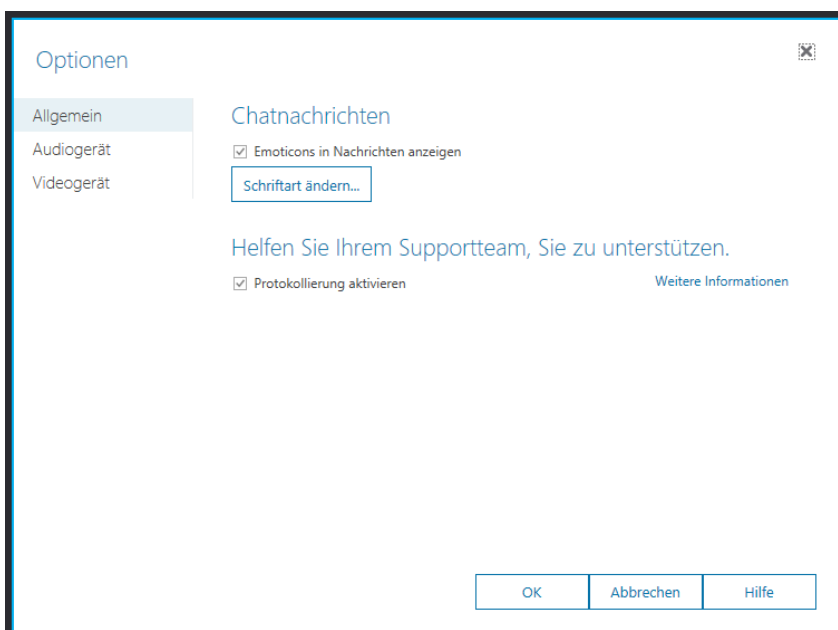 Optionen
Allgemein
Audiogerät
Videogerät
Chatnachrichten
Emoticons in Nachrichten anzeigen
Schriftart ändern...
Helfen Sie Ihrem Supportteam, Sie zu unterstützen.
Protokollierung aktivieren
Weitere Informationen
OK
Abbrechen
Hilfe